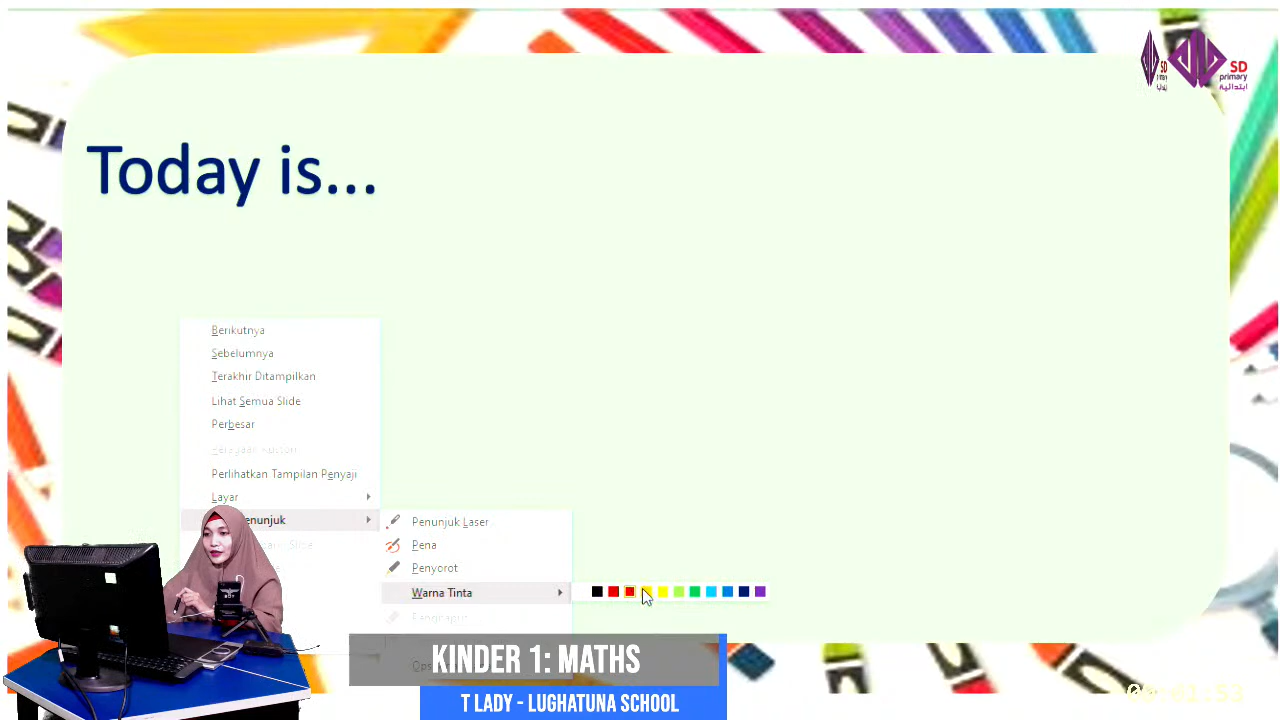 SD
primary
ابتدائية
Today is...
Berikutnya
Sebelumnya
Terakhir Ditampilkan
Lihat Semua Slide
Perbesar
Perlihatkan Tampilan Penyaji
Layar
Penunjuk Laser
Pena
Penyorot
Warna Tinta
KINDER 1: MATHS
T LADY - LUGHATUNA SCHOOL